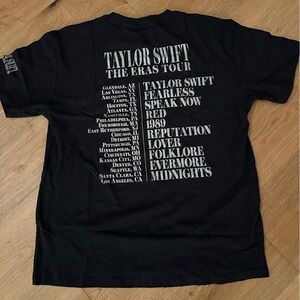 TAYLOR SWIFT
THE ERAS TOUR
GLENDALE, AZ
LAS VEGAS, NV
ARLINGTON, TX
TAMPA, FL
HOUSTON, TX
ATLANTA, GA
NASHVILLE, TN
PHILADELPHIA, PA
FOXBOROUGH, MA
EAST RUTHERFORD, NJ
CHICAGO, IL
DETROIT, MI
PITTSBURGH, PA
MINNEAPOLIS, MN
CINCINNATI, OH
KANSAS CITY, MO
DENVER, CO
SEATTLE, WA
SANTA CLARA, CA
LOS ANGELES, CA
TAYLOR SWIFT
FEARLESS
SPEAK NOW
RED
1989
REPUTATION
LOVER
FOLKLORE
EVERMORE
MIDNIGHTS